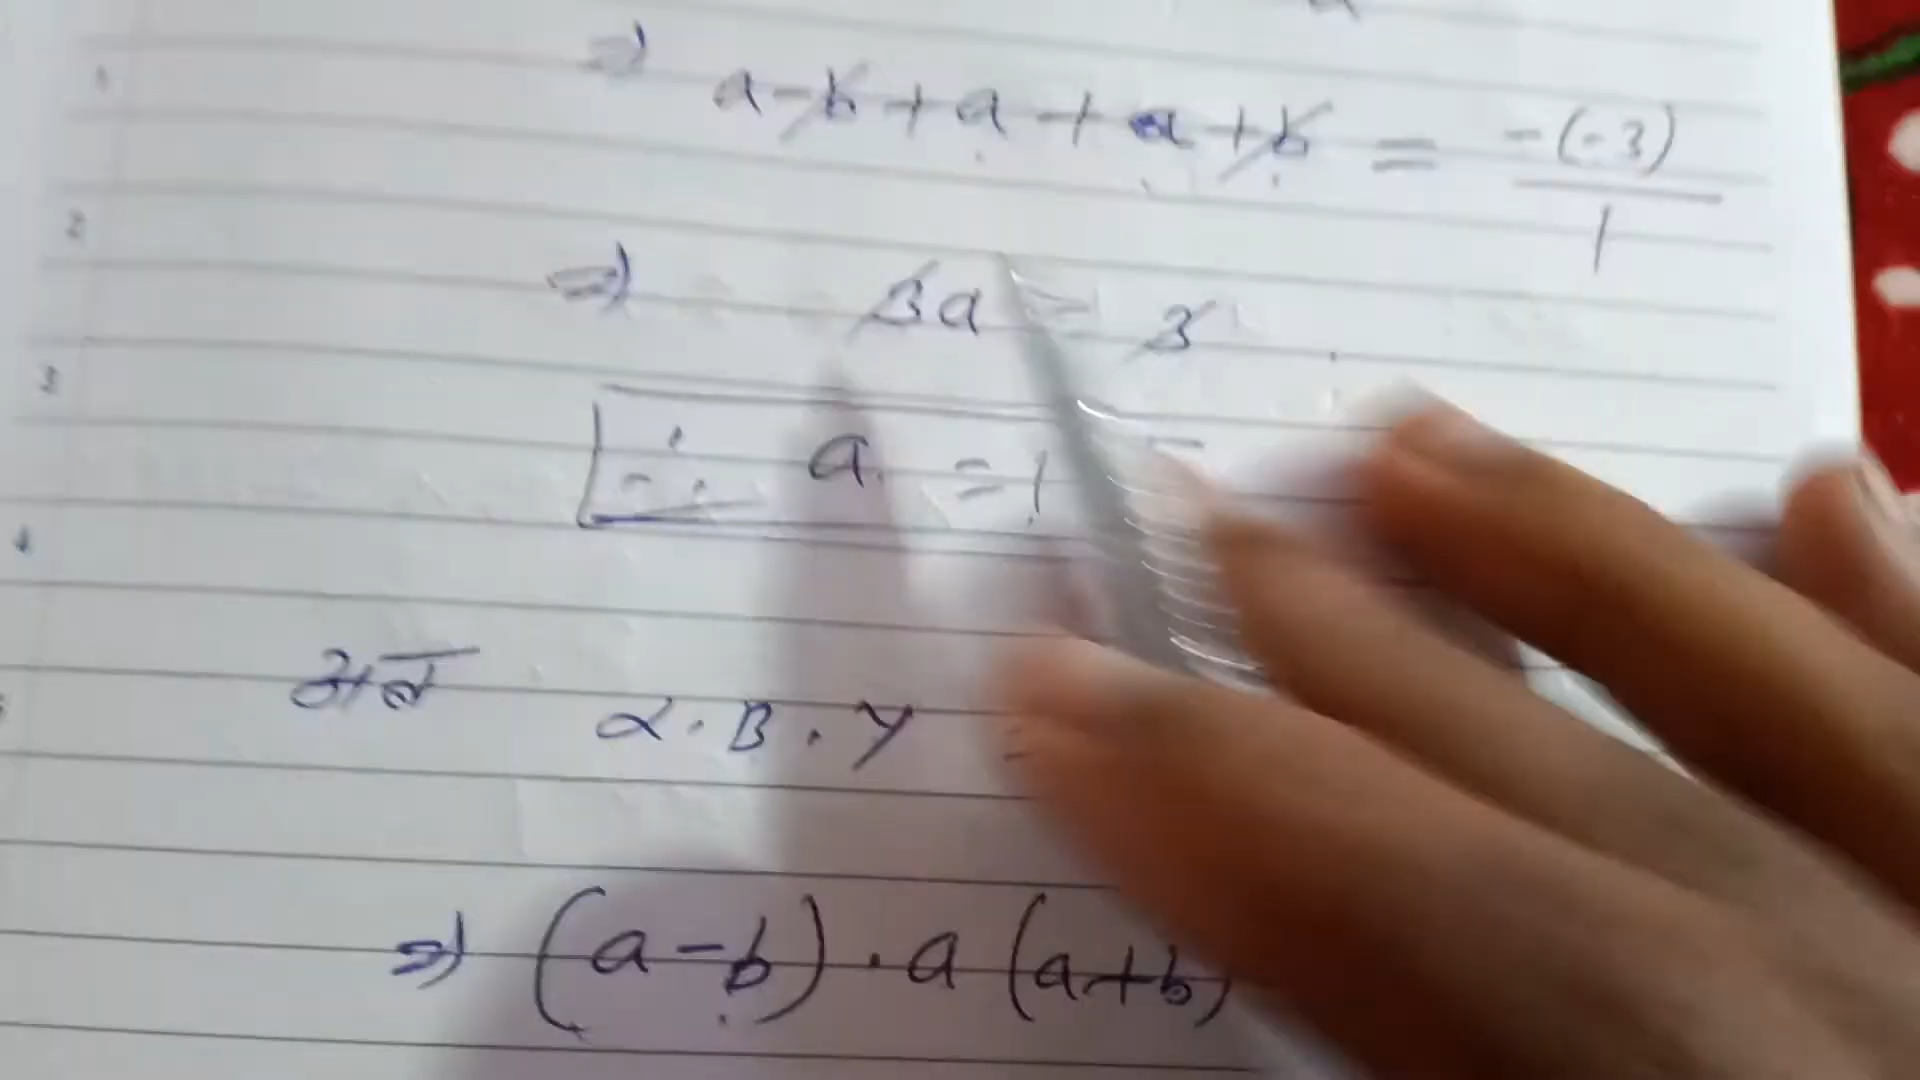 ⇒ a - b + a + a + b = -(-3)/1
⇒ 3a = 3
∴ a = 1
अब α . B . γ =
⇒ (a - b) . a (a + b)